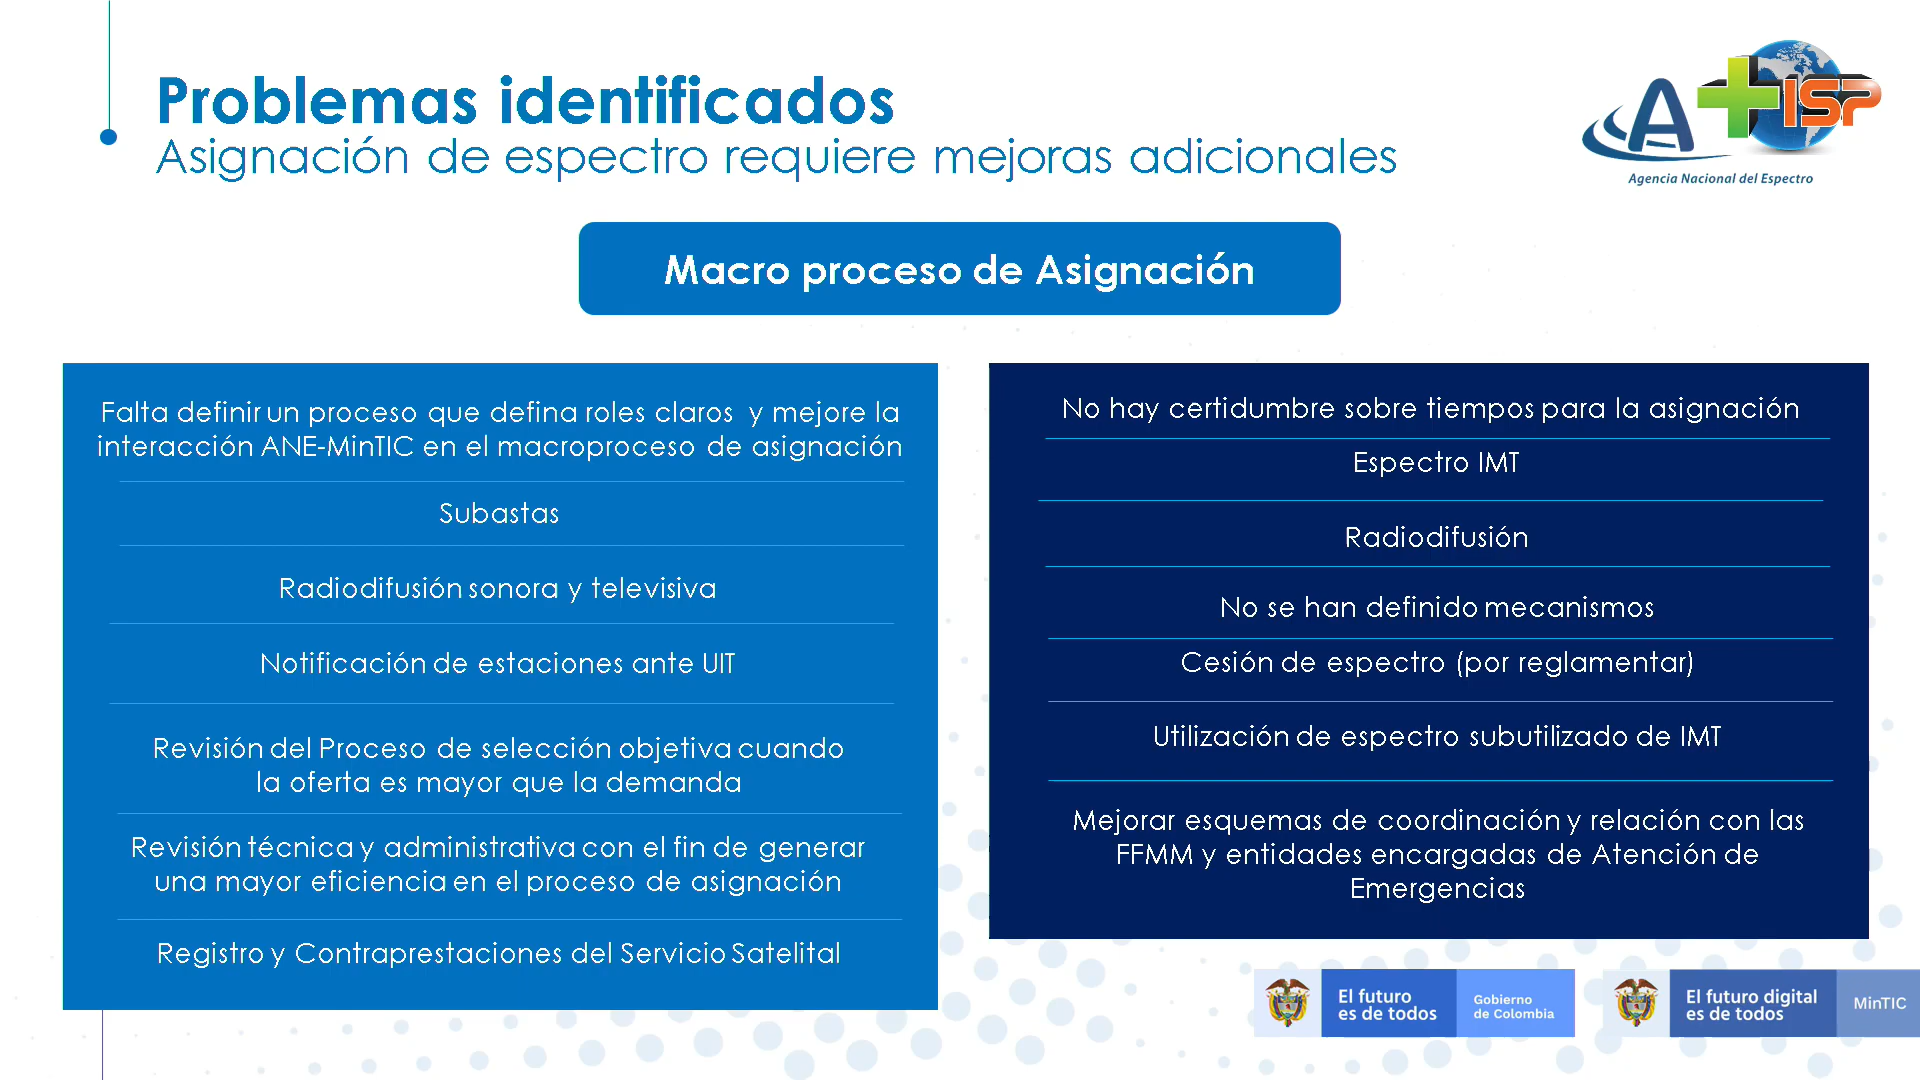 Problemas identificados
Asignación de espectro requiere mejoras adicionales
A+ISP
Agencia Nacional del Espectro
Macro proceso de Asignación
Falta definir un proceso que defina roles claros y mejore la
interacción ANE-MinTIC en el macroproceso de asignación
Subastas
Radiodifusión sonora y televisiva
Notificación de estaciones ante UIT
Revisión del Proceso de selección objetiva cuando
la oferta es mayor que la demanda
Revisión técnica y administrativa con el fin de generar
una mayor eficiencia en el proceso de asignación
Registro y Contraprestaciones del Servicio Satelital
No hay certidumbre sobre tiempos para la asignación
Espectro IMT
Radiodifusión
No se han definido mecanismos
Cesión de espectro (por reglamentar)
Utilización de espectro subutilizado de IMT
Mejorar esquemas de coordinación y relación con las
FFMM y entidades encargadas de Atención de
Emergencias
El futuro
es de todos
Gobierno
de Colombia
El futuro digital
es de todos
MinTIC